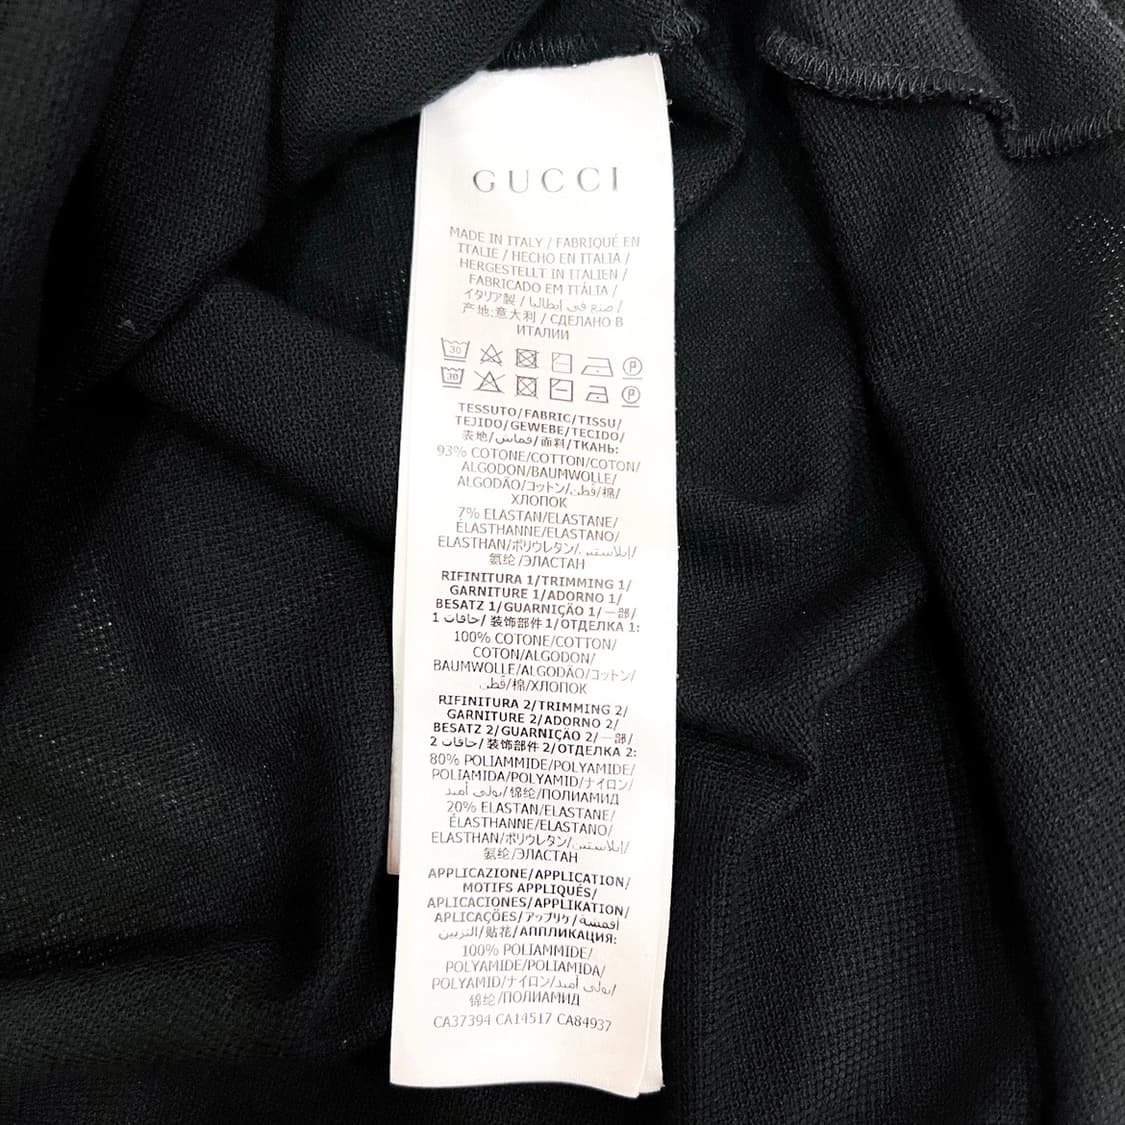 GUCCI
MADE IN ITALY / FABRIQUÉ EN
ITALIE / HECHO EN ITALIA /
HERGESTELLT IN ITALIEN /
FABRICADO EM ITÁLIA /
イタリア製 / صنع في إيطاليا /
产地:意大利 / СДЕЛАНО В
ИТАЛИИ
30 P
30 P
TESSUTO/FABRIC/TISSU/
TEJIDO/GEWEBE/TECIDO/
表地/قماش/面料/ТКАНЬ:
93% COTONE/COTTON/COTON/
ALGODON/BAUMWOLLE/
ALGODÃO/コットン/قطن/棉/
ХЛОПОК
7% ELASTAN/ELASTANE/
ÉLASTHANNE/ELASTANO/
ELASTHAN/ポリウレタン/إيلاستين/
氨纶/ЭЛАСТАН
RIFINITURA 1/TRIMMING 1/
GARNITURE 1/ADORNO 1/
BESATZ 1/GUARNIÇÃO 1/一部/
حافات 1/装饰部件 1/ОТДЕЛКА 1:
100% COTONE/COTTON/
COTON/ALGODON/
BAUMWOLLE/ALGODÃO/コットン/
قطن/棉/ХЛОПОК
RIFINITURA 2/TRIMMING 2/
GARNITURE 2/ADORNO 2/
BESATZ 2/GUARNIÇÃO 2/一部/
حافات 2/装饰部件 2/ОТДЕЛКА 2:
80% POLIAMMIDE/POLYAMIDE/
POLIAMIDA/POLYAMID/ナイロン/
بولي أميد/锦纶/ПОЛИАМИД
20% ELASTAN/ELASTANE/
ÉLASTHANNE/ELASTANO/
ELASTHAN/ポリウレタン/إيلاستين/
氨纶/ЭЛАСТАН
APPLICAZIONE/APPLICATION/
MOTIFS APPLIQUÉS/
APLICACIONES/APPLIKATION/
APLICAÇÕES/アップリケ/أقمشة/
التزيين/贴花/АППЛИКАЦИЯ:
100% POLIAMMIDE/
POLYAMIDE/POLIAMIDA/
POLYAMID/ナイロン/بولي أميد/
锦纶/ПОЛИАМИД
CA37394 CA14517 CA84937